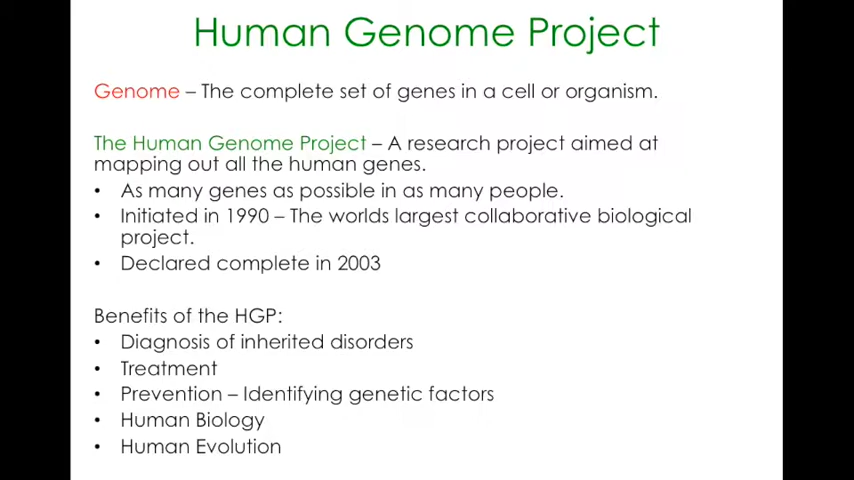 Human Genome Project
Genome – The complete set of genes in a cell or organism.
The Human Genome Project – A research project aimed at
mapping out all the human genes.
• As many genes as possible in as many people.
• Initiated in 1990 – The worlds largest collaborative biological
project.
• Declared complete in 2003
Benefits of the HGP:
• Diagnosis of inherited disorders
• Treatment
• Prevention – Identifying genetic factors
• Human Biology
• Human Evolution